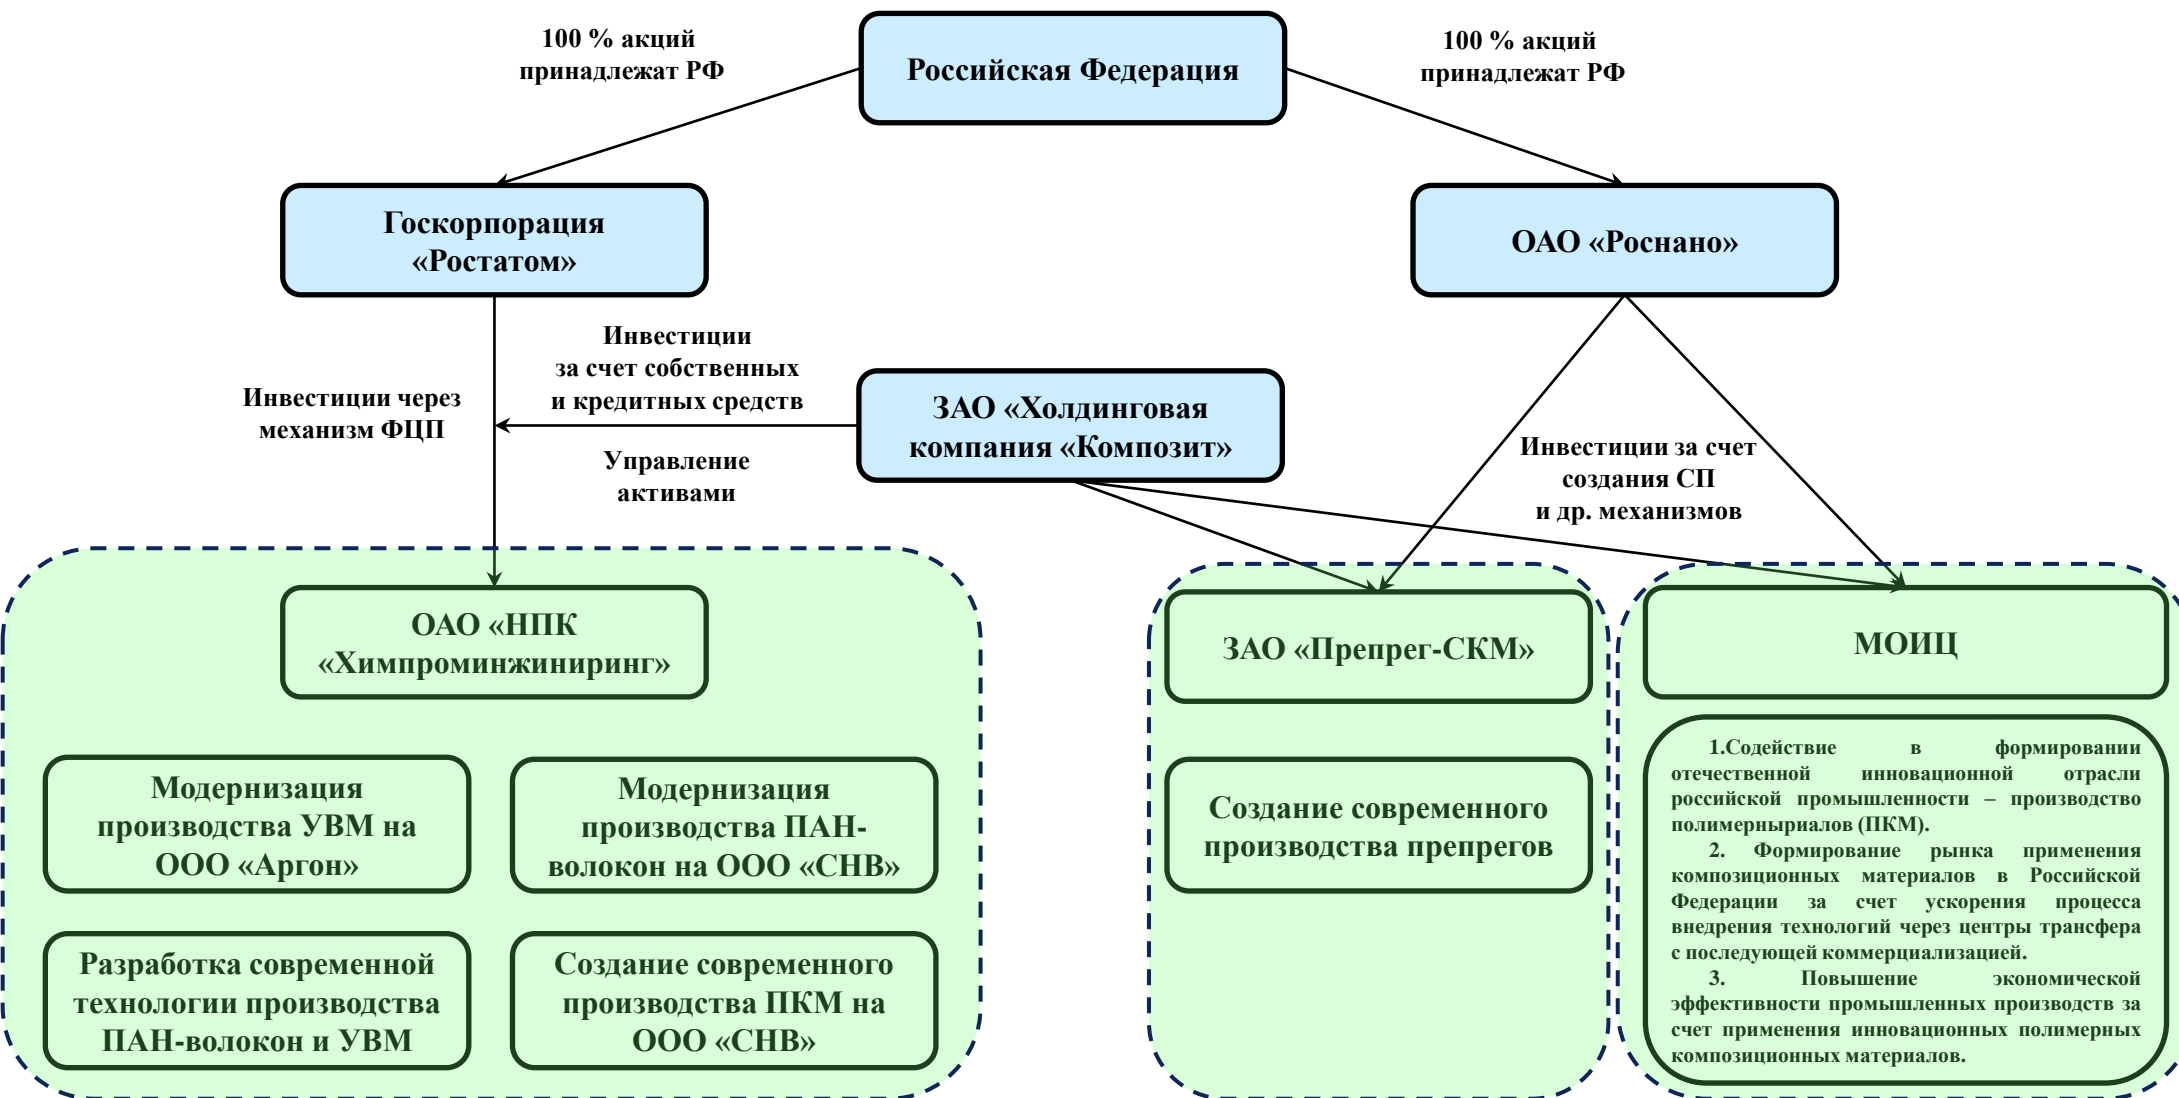 100 % акций
принадлежат РФ
Российская Федерация
100 % акций
принадлежат РФ
Госкорпорация
«Ростатом»
ОАО «Роснано»
Инвестиции через
механизм ФЦП
Инвестиции
за счет собственных
и кредитных средств
Управление
активами
ЗАО «Холдинговая
компания «Композит»
Инвестиции за счет
создания СП
и др. механизмов
ОАО «НПК
«Химпроминжиниринг»
Модернизация
производства УВМ на
ООО «Аргон»
Модернизация
производства ПАН-
волокон на ООО «СНВ»
Разработка современной
технологии производства
ПАН-волокон и УВМ
Создание современного
производства ПКМ на
ООО «СНВ»
ЗАО «Препрег-СКМ»
Создание современного
производства препрегов
МОИЦ
1.Содействие в формировании
отечественной инновационной отрасли
российской промышленности – производство
полимерныриалов (ПКМ).
2. Формирование рынка применения
композиционных материалов в Российской
Федерации за счет ускорения процесса
внедрения технологий через центры трансфера
с последующей коммерциализацией.
3. Повышение экономической
эффективности промышленных производств за
счет применения инновационных полимерных
композиционных материалов.